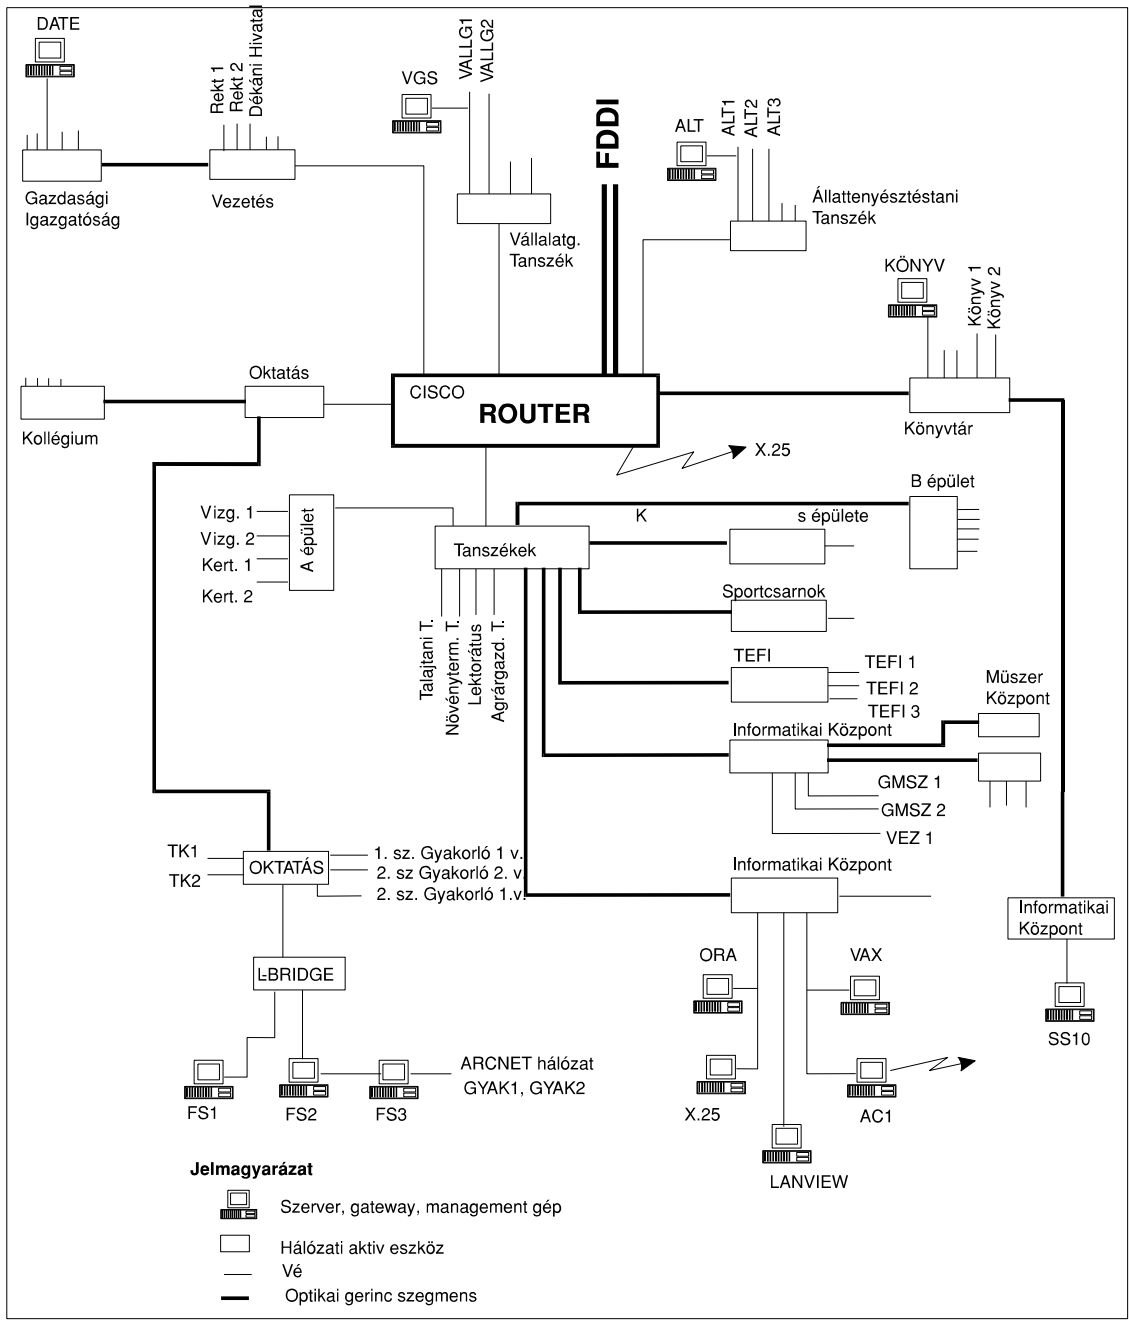 DATE
Rekt 1
Rekt 2
Dékáni Hivatal
Gazdasági
Igazgatóság
Vezetés
VGS
VALLG1
VALLG2
Vállalatg.
Tanszék
FDDI
ALT
ALT1
ALT2
ALT3
Állattenyésztéstani
Tanszék
KÖNYV
Könyv 1
Könyv 2
Könyvtár
Oktatás
Kollégium
CISCO
ROUTER
X.25
B épület
K s épülete
Vizg. 1
Vizg. 2
Kert. 1
Kert. 2
A épület
Tanszékek
Talajtani T.
Növényterm. T.
Lektorátus
Agrárgazd. T.
Sportcsarnok
TEFI
TEFI 1
TEFI 2
TEFI 3
Müszer
Központ
Informatikai Központ
GMSZ 1
GMSZ 2
VEZ 1
TK1
TK2
OKTATÁS
1. sz. Gyakorló 1 v.
2. sz Gyakorló 2. v.
2. sz. Gyakorló 1.v.
Informatikai Központ
Informatikai
Központ
SS10
L-BRIDGE
ORA
VAX
FS1
FS2
FS3
ARCNET hálózat
GYAK1, GYAK2
X.25
AC1
LANVIEW
Jelmagyarázat
Szerver, gateway, management gép
Hálózati aktiv eszköz
Vé
Optikai gerinc szegmens